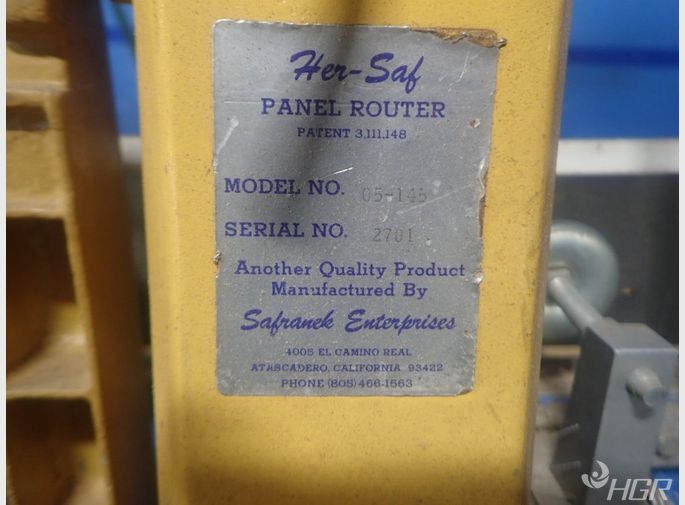 Her-Saf
PANEL ROUTER
PATENT 3,111,148
MODEL NO. 05-145
SERIAL NO. 2701
Another Quality Product
Manufactured By
Safranek Enterprises
4005 EL CAMINO REAL
ATASCADERO, CALIFORNIA 93422
PHONE (805) 466-1563
HGR